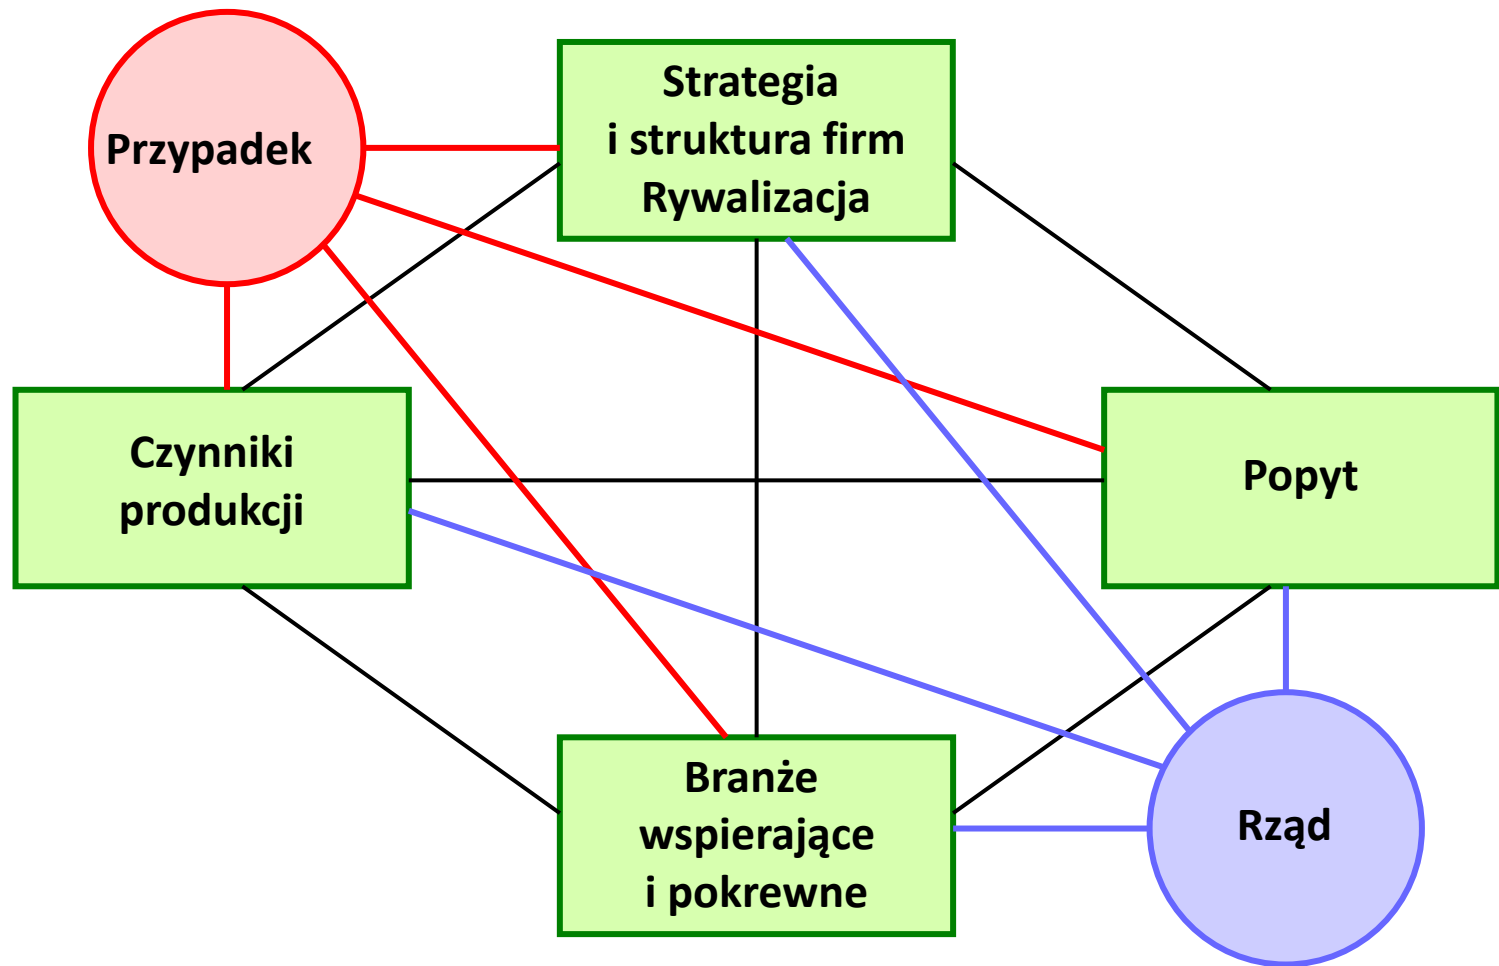 Przypadek
Strategia
i struktura firm
Rywalizacja
Czynniki
produkcji
Popyt
Branże
wspierające
i pokrewne
Rząd